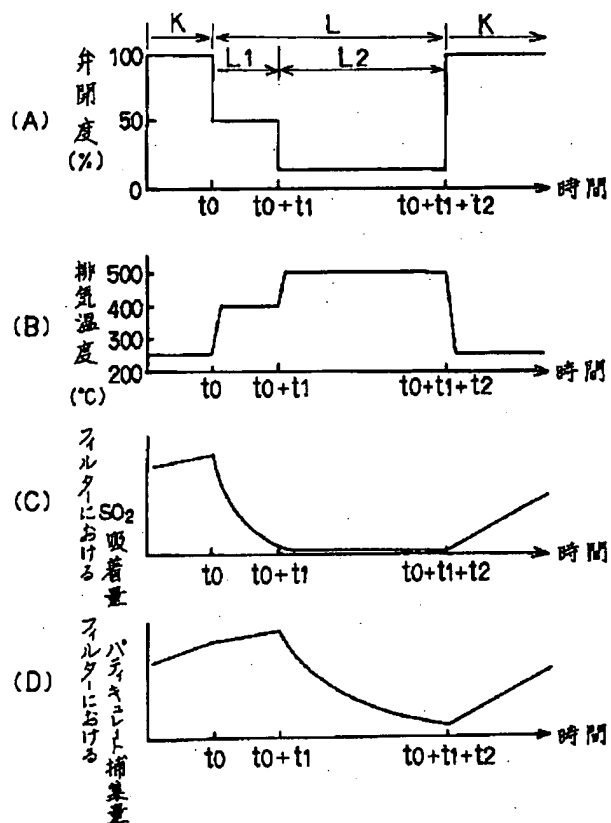 K L K
L1 L2
(A)
弁開度(%)
100
50
0
t0 t0+t1 t0+t1+t2
時間
(B)
排気温度(℃)
500
400
300
200
t0 t0+t1 t0+t1+t2
時間
(C)
フィルターにおける
SO2吸着量
t0 t0+t1 t0+t1+t2
時間
(D)
フィルターにおける
パティキュレート捕集量
t0 t0+t1 t0+t1+t2
時間